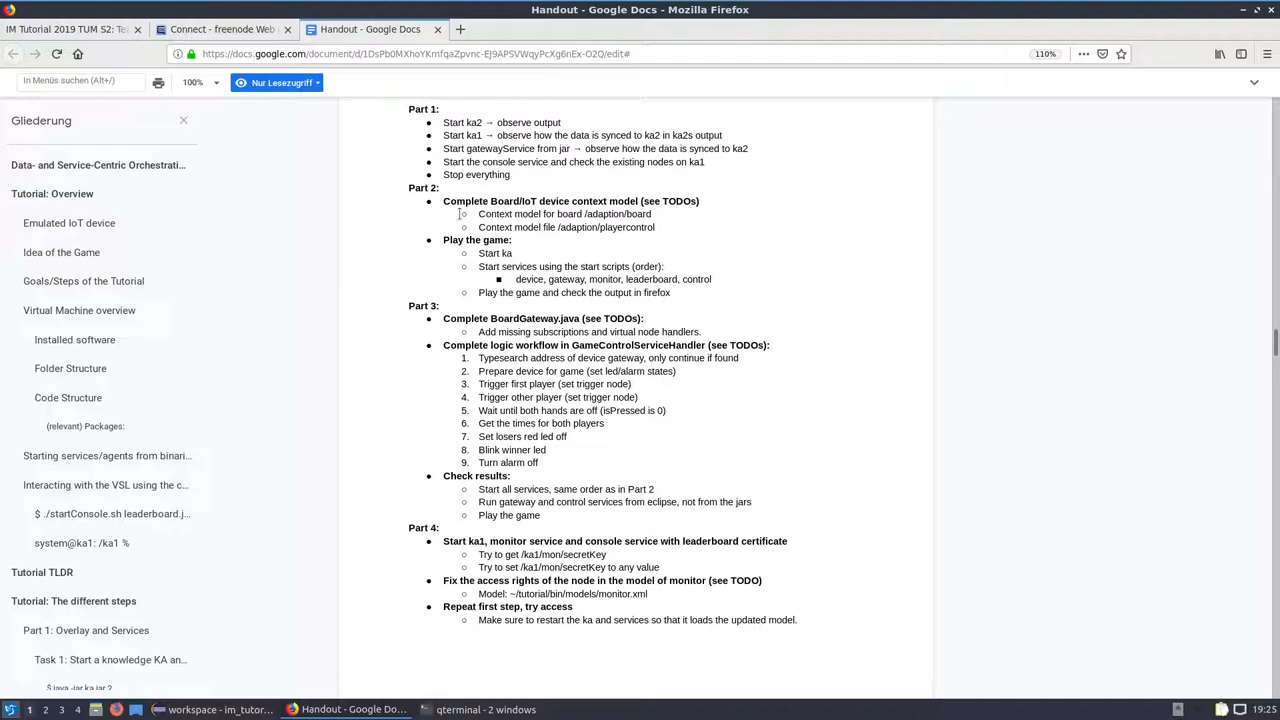 Handout - Google Docs - Mozilla Firefox
IM Tutorial 2019 TUM S2: Te
Connect - freenode Web
Handout - Google Docs
https://docs.google.com/document/d/1DsPb0MXhoYKmfqaZpvnc-EJ9APSVWqyPcXg6nEx-O2Q/edit#
110%
In Menüs suchen (Alt+/)
100%
Nur Lesezugriff
Gliederung
Data- and Service-Centric Orchestrati...
Tutorial: Overview
Emulated IoT device
Idea of the Game
Goals/Steps of the Tutorial
Virtual Machine overview
Installed software
Folder Structure
Code Structure
(relevant) Packages:
Starting services/agents from binari...
Interacting with the VSL using the c...
$ ./startConsole.sh leaderboard.j...
system@ka1: /ka1 %
Tutorial TLDR
Tutorial: The different steps
Part 1: Overlay and Services
Task 1: Start a knowledge KA an...
$ java -jar ka.jar 2
Part 1:
● Start ka2 → observe output
● Start ka1 → observe how the data is synced to ka2 in ka2s output
● Start gatewayService from jar → observe how the data is synced to ka2
● Start the console service and check the existing nodes on ka1
● Stop everything
Part 2:
● Complete Board/IoT device context model (see TODOs)
○ Context model for board /adaption/board
○ Context model file /adaption/playercontrol
● Play the game:
○ Start ka
○ Start services using the start scripts (order):
■ device, gateway, monitor, leaderboard, control
○ Play the game and check the output in firefox
Part 3:
● Complete BoardGateway.java (see TODOs):
○ Add missing subscriptions and virtual node handlers.
● Complete logic workflow in GameControlServiceHandler (see TODOs):
1. Typesearch address of device gateway, only continue if found
2. Prepare device for game (set led/alarm states)
3. Trigger first player (set trigger node)
4. Trigger other player (set trigger node)
5. Wait until both hands are off (isPressed is 0)
6. Get the times for both players
7. Set losers red led off
8. Blink winner led
9. Turn alarm off
● Check results:
○ Start all services, same order as in Part 2
○ Run gateway and control services from eclipse, not from the jars
○ Play the game
Part 4:
● Start ka1, monitor service and console service with leaderboard certificate
○ Try to get /ka1/mon/secretKey
○ Try to set /ka1/mon/secretKey to any value
● Fix the access rights of the node in the model of monitor (see TODO)
○ Model: ~/tutorial/bin/models/monitor.xml
● Repeat first step, try access
○ Make sure to restart the ka and services so that it loads the updated model.
1 2 3 4
workspace - im_tutor...
Handout - Google Do...
qterminal - 2 windows
19:25